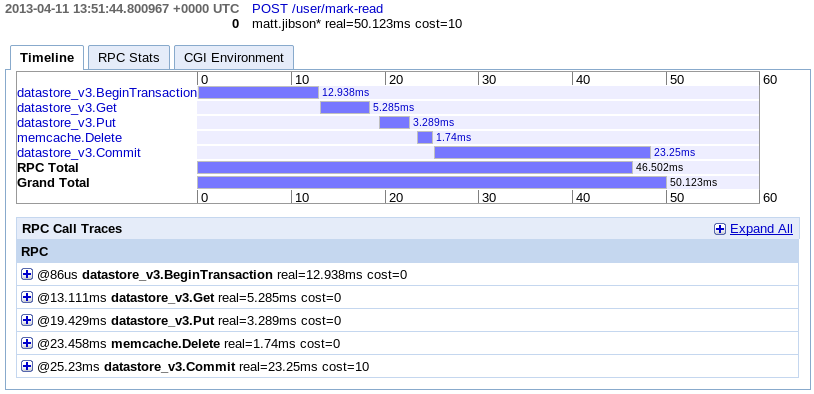 2013-04-11 13:51:44.800967 +0000 UTC POST /user/mark-read
0 matt.jibson* real=50.123ms cost=10
Timeline RPC Stats CGI Environment
0 10 20 30 40 50 60
datastore_v3.BeginTransaction 12.938ms
datastore_v3.Get 5.285ms
datastore_v3.Put 3.289ms
memcache.Delete 1.74ms
datastore_v3.Commit 23.25ms
RPC Total 46.502ms
Grand Total 50.123ms
0 10 20 30 40 50 60
RPC Call Traces Expand All
RPC
@86us datastore_v3.BeginTransaction real=12.938ms cost=0
@13.111ms datastore_v3.Get real=5.285ms cost=0
@19.429ms datastore_v3.Put real=3.289ms cost=0
@23.458ms memcache.Delete real=1.74ms cost=0
@25.23ms datastore_v3.Commit real=23.25ms cost=10